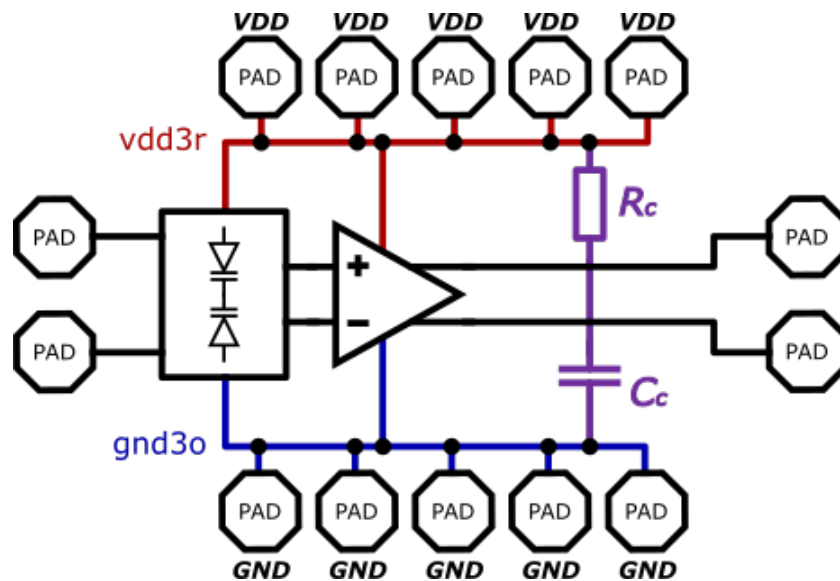 VDD VDD VDD VDD VDD
PAD PAD PAD PAD PAD
vdd3r
Rc
PAD PAD
+
PAD PAD
−
Cc
gnd3o
PAD PAD PAD PAD PAD
GND GND GND GND GND